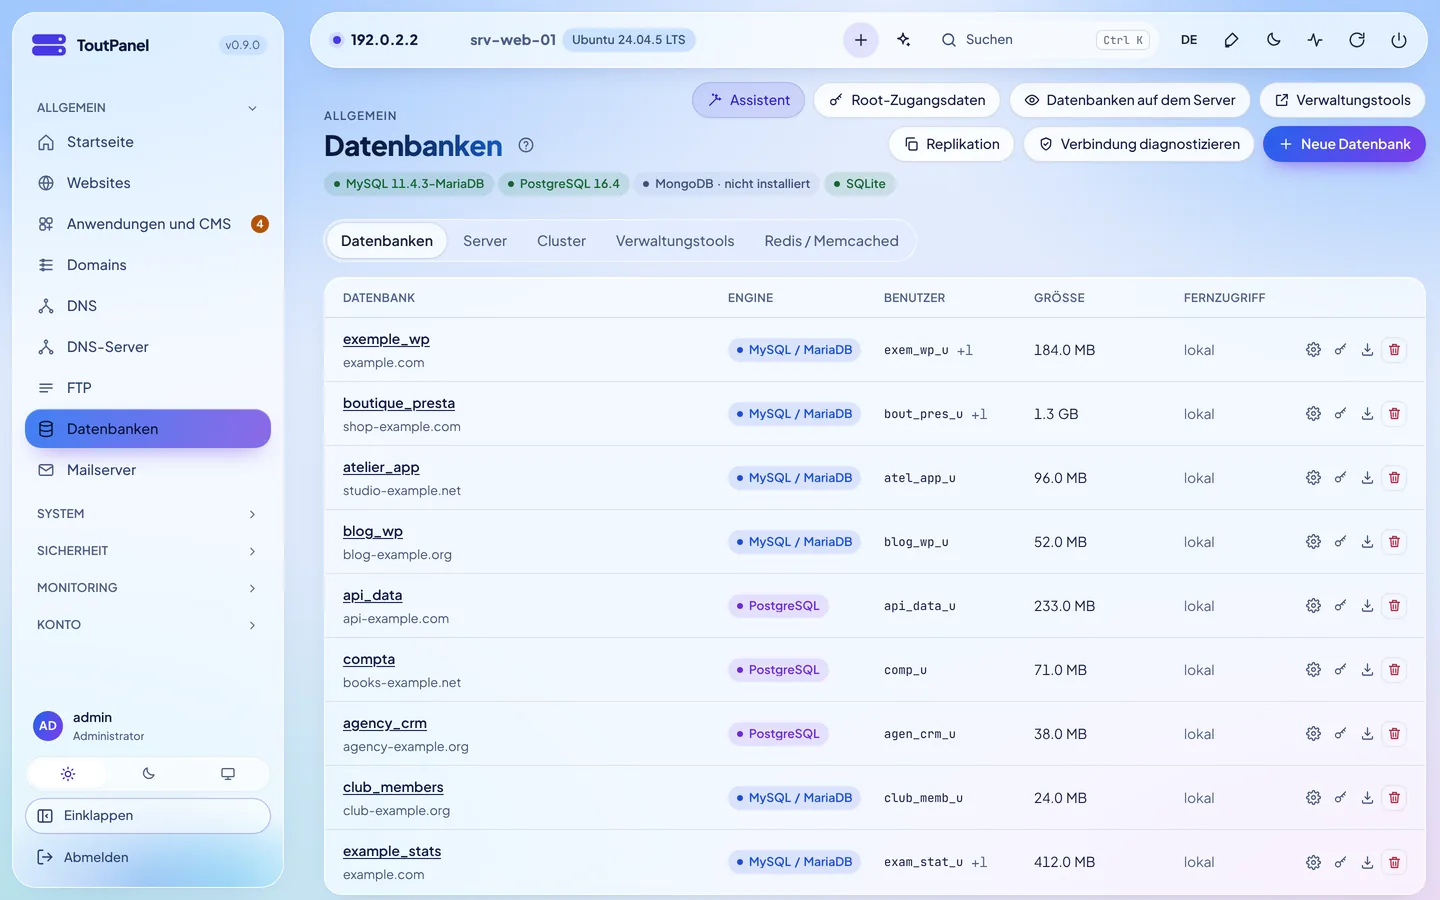 ToutPanel
v0.9.0
ALLGEMEIN
Startseite
Websites
Anwendungen und CMS
4
Domains
DNS
DNS-Server
FTP
Datenbanken
Mailserver
SYSTEM
SICHERHEIT
MONITORING
KONTO
AD
admin
Administrator
Einklappen
Abmelden
192.0.2.2
srv-web-01
Ubuntu 24.04.5 LTS
Suchen
Ctrl K
DE
Assistent
Root-Zugangsdaten
Datenbanken auf dem Server
Verwaltungstools
ALLGEMEIN
Datenbanken
Replikation
Verbindung diagnostizieren
Neue Datenbank
MySQL 11.4.3-MariaDB
PostgreSQL 16.4
MongoDB · nicht installiert
SQLite
Datenbanken
Server
Cluster
Verwaltungstools
Redis / Memcached
DATENBANK ENGINE BENUTZER GRÖSSE FERNZUGRIFF
exemple_wp
example.com
MySQL / MariaDB exem_wp_u +1 184.0 MB lokal
boutique_presta
shop-example.com
MySQL / MariaDB bout_pres_u +1 1.3 GB lokal
atelier_app
studio-example.net
MySQL / MariaDB atel_app_u 96.0 MB lokal
blog_wp
blog-example.org
MySQL / MariaDB blog_wp_u 52.0 MB lokal
api_data
api-example.com
PostgreSQL api_data_u 233.0 MB lokal
compta
books-example.net
PostgreSQL comp_u 71.0 MB lokal
agency_crm
agency-example.org
PostgreSQL agen_crm_u 38.0 MB lokal
club_members
club-example.org
MySQL / MariaDB club_memb_u 24.0 MB lokal
example_stats
example.com
MySQL / MariaDB exam_stat_u +1 412.0 MB lokal